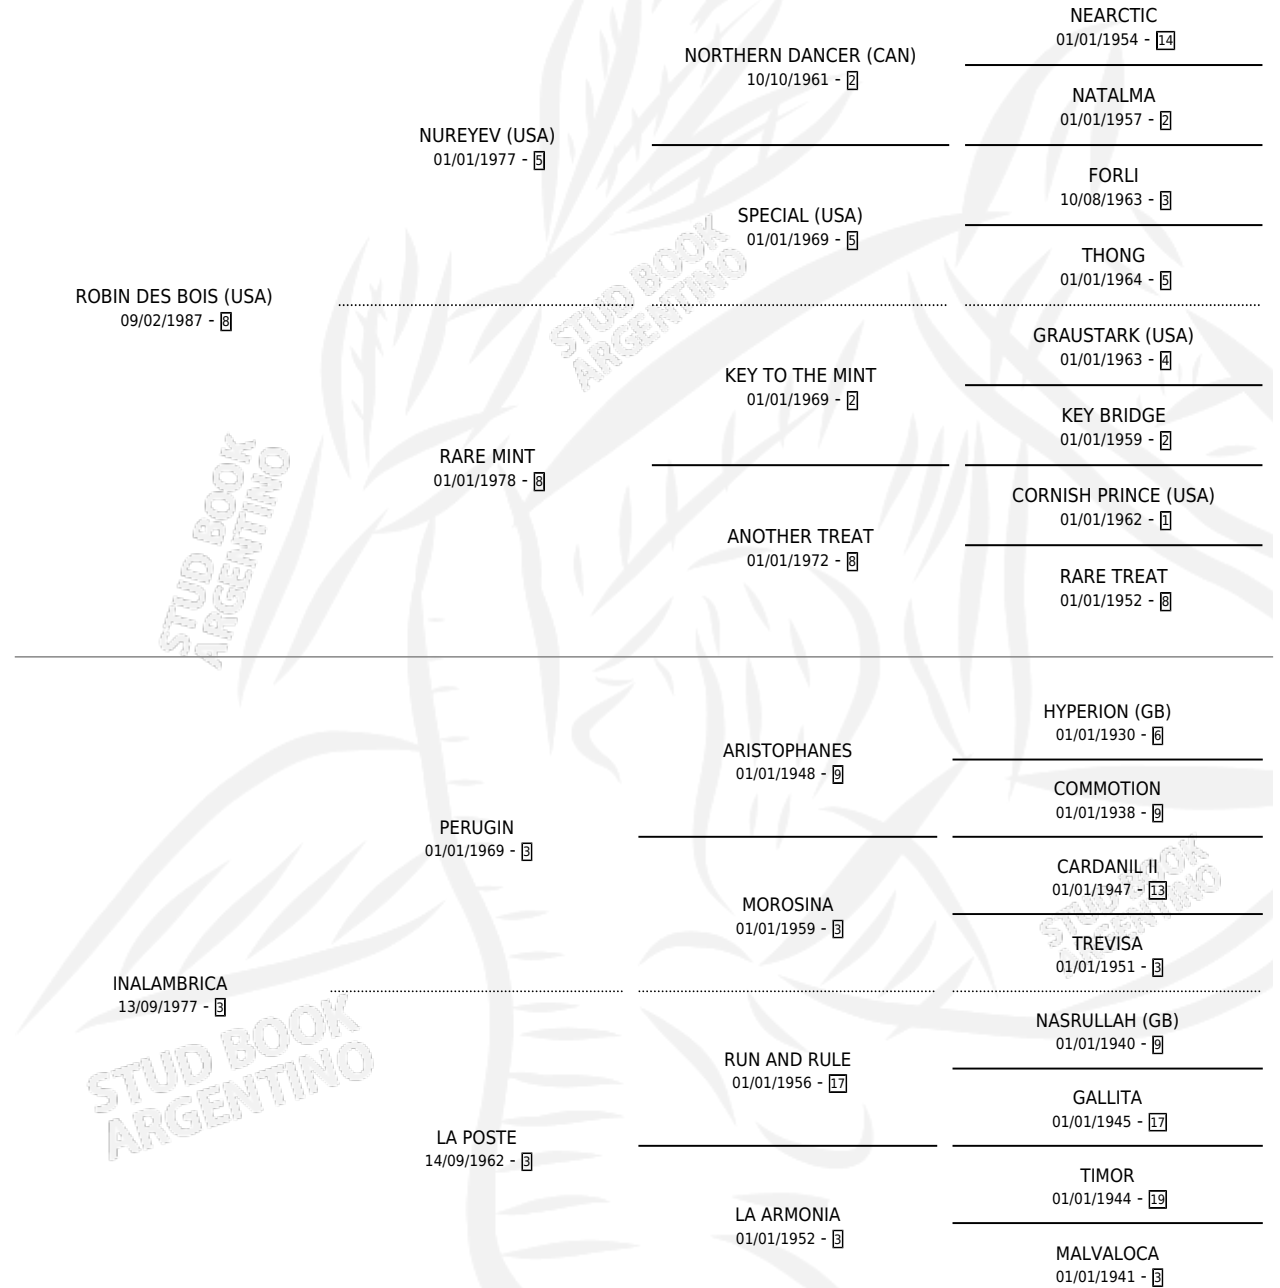 NEARCTIC
01/01/1954 - 14
NORTHERN DANCER (CAN)
10/10/1961 - 2
NATALMA
01/01/1957 - 2
NUREYEV (USA)
01/01/1977 - 5
FORLI
10/08/1963 - 3
SPECIAL (USA)
01/01/1969 - 5
THONG
01/01/1964 - 5
ROBIN DES BOIS (USA)
09/02/1987 - 8
GRAUSTARK (USA)
01/01/1963 - 4
KEY TO THE MINT
01/01/1969 - 2
KEY BRIDGE
01/01/1959 - 2
RARE MINT
01/01/1978 - 8
CORNISH PRINCE (USA)
01/01/1962 - 1
ANOTHER TREAT
01/01/1972 - 8
RARE TREAT
01/01/1952 - 8
HYPERION (GB)
01/01/1930 - 6
ARISTOPHANES
01/01/1948 - 9
COMMOTION
01/01/1938 - 9
PERUGIN
01/01/1969 - 3
CARDANIL II
01/01/1947 - 13
MOROSINA
01/01/1959 - 3
TREVISA
01/01/1951 - 3
INALAMBRICA
13/09/1977 - 3
NASRULLAH (GB)
01/01/1940 - 9
RUN AND RULE
01/01/1956 - 17
GALLITA
01/01/1945 - 17
LA POSTE
14/09/1962 - 3
TIMOR
01/01/1944 - 19
LA ARMONIA
01/01/1952 - 3
MALVALOCA
01/01/1941 - 3
STUD BOOK
ARGENTINO
STUD BOOK
ARGENTINO
STUD BOOK
ARGENTINO
STUD BOOK
ARGENTINO